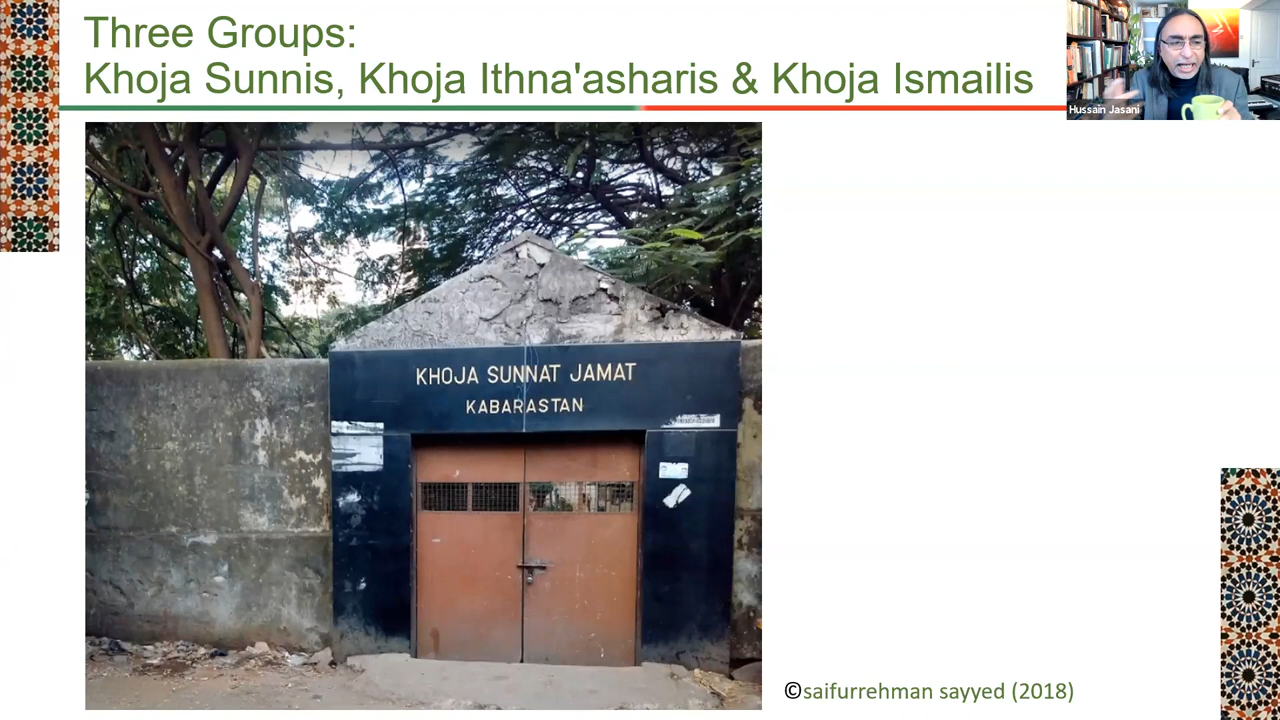 Three Groups:
Khoja Sunnis, Khoja Ithna'asharis & Khoja Ismailis
Hussain Jasani
KHOJA SUNNAT JAMAT
KABARASTAN
©saifurrehman sayyed (2018)